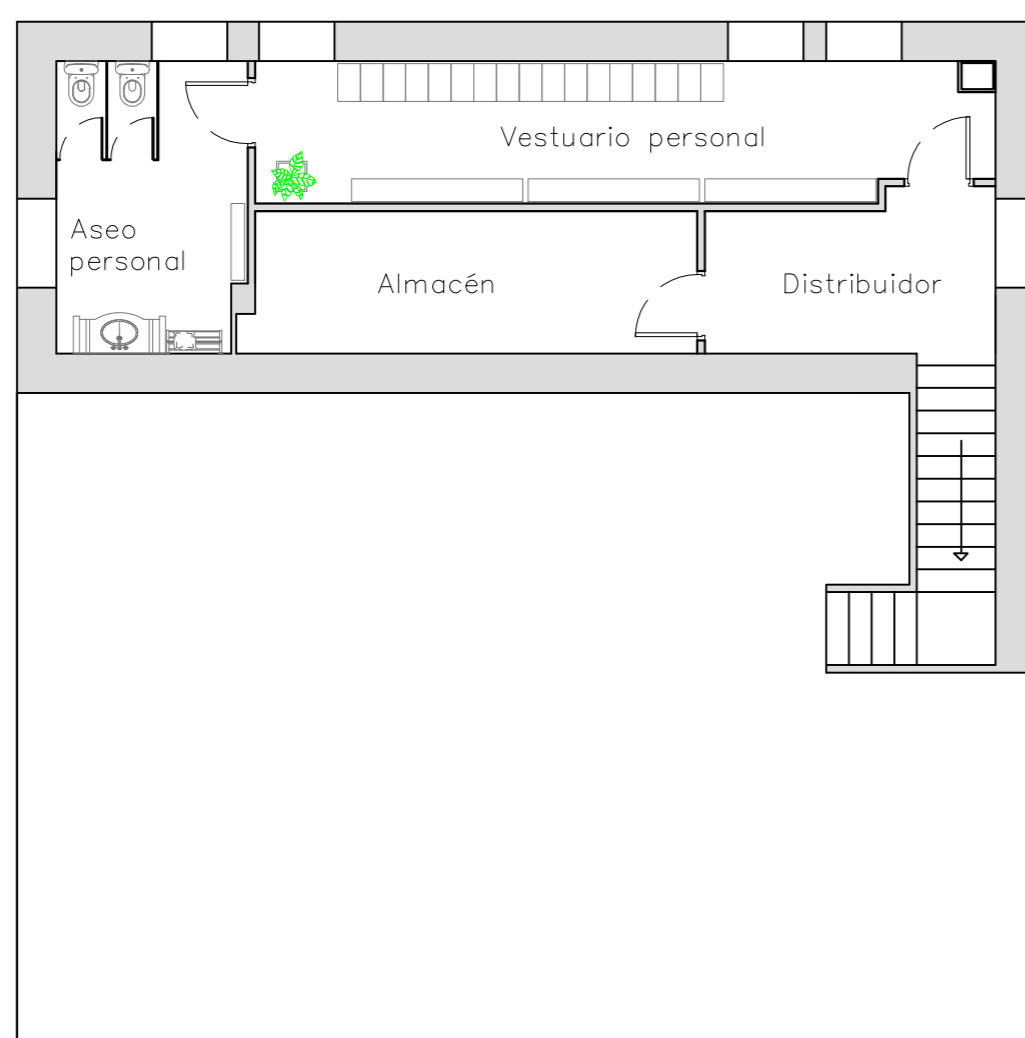 Vestuario personal
Aseo
personal
Almacén
Distribuidor